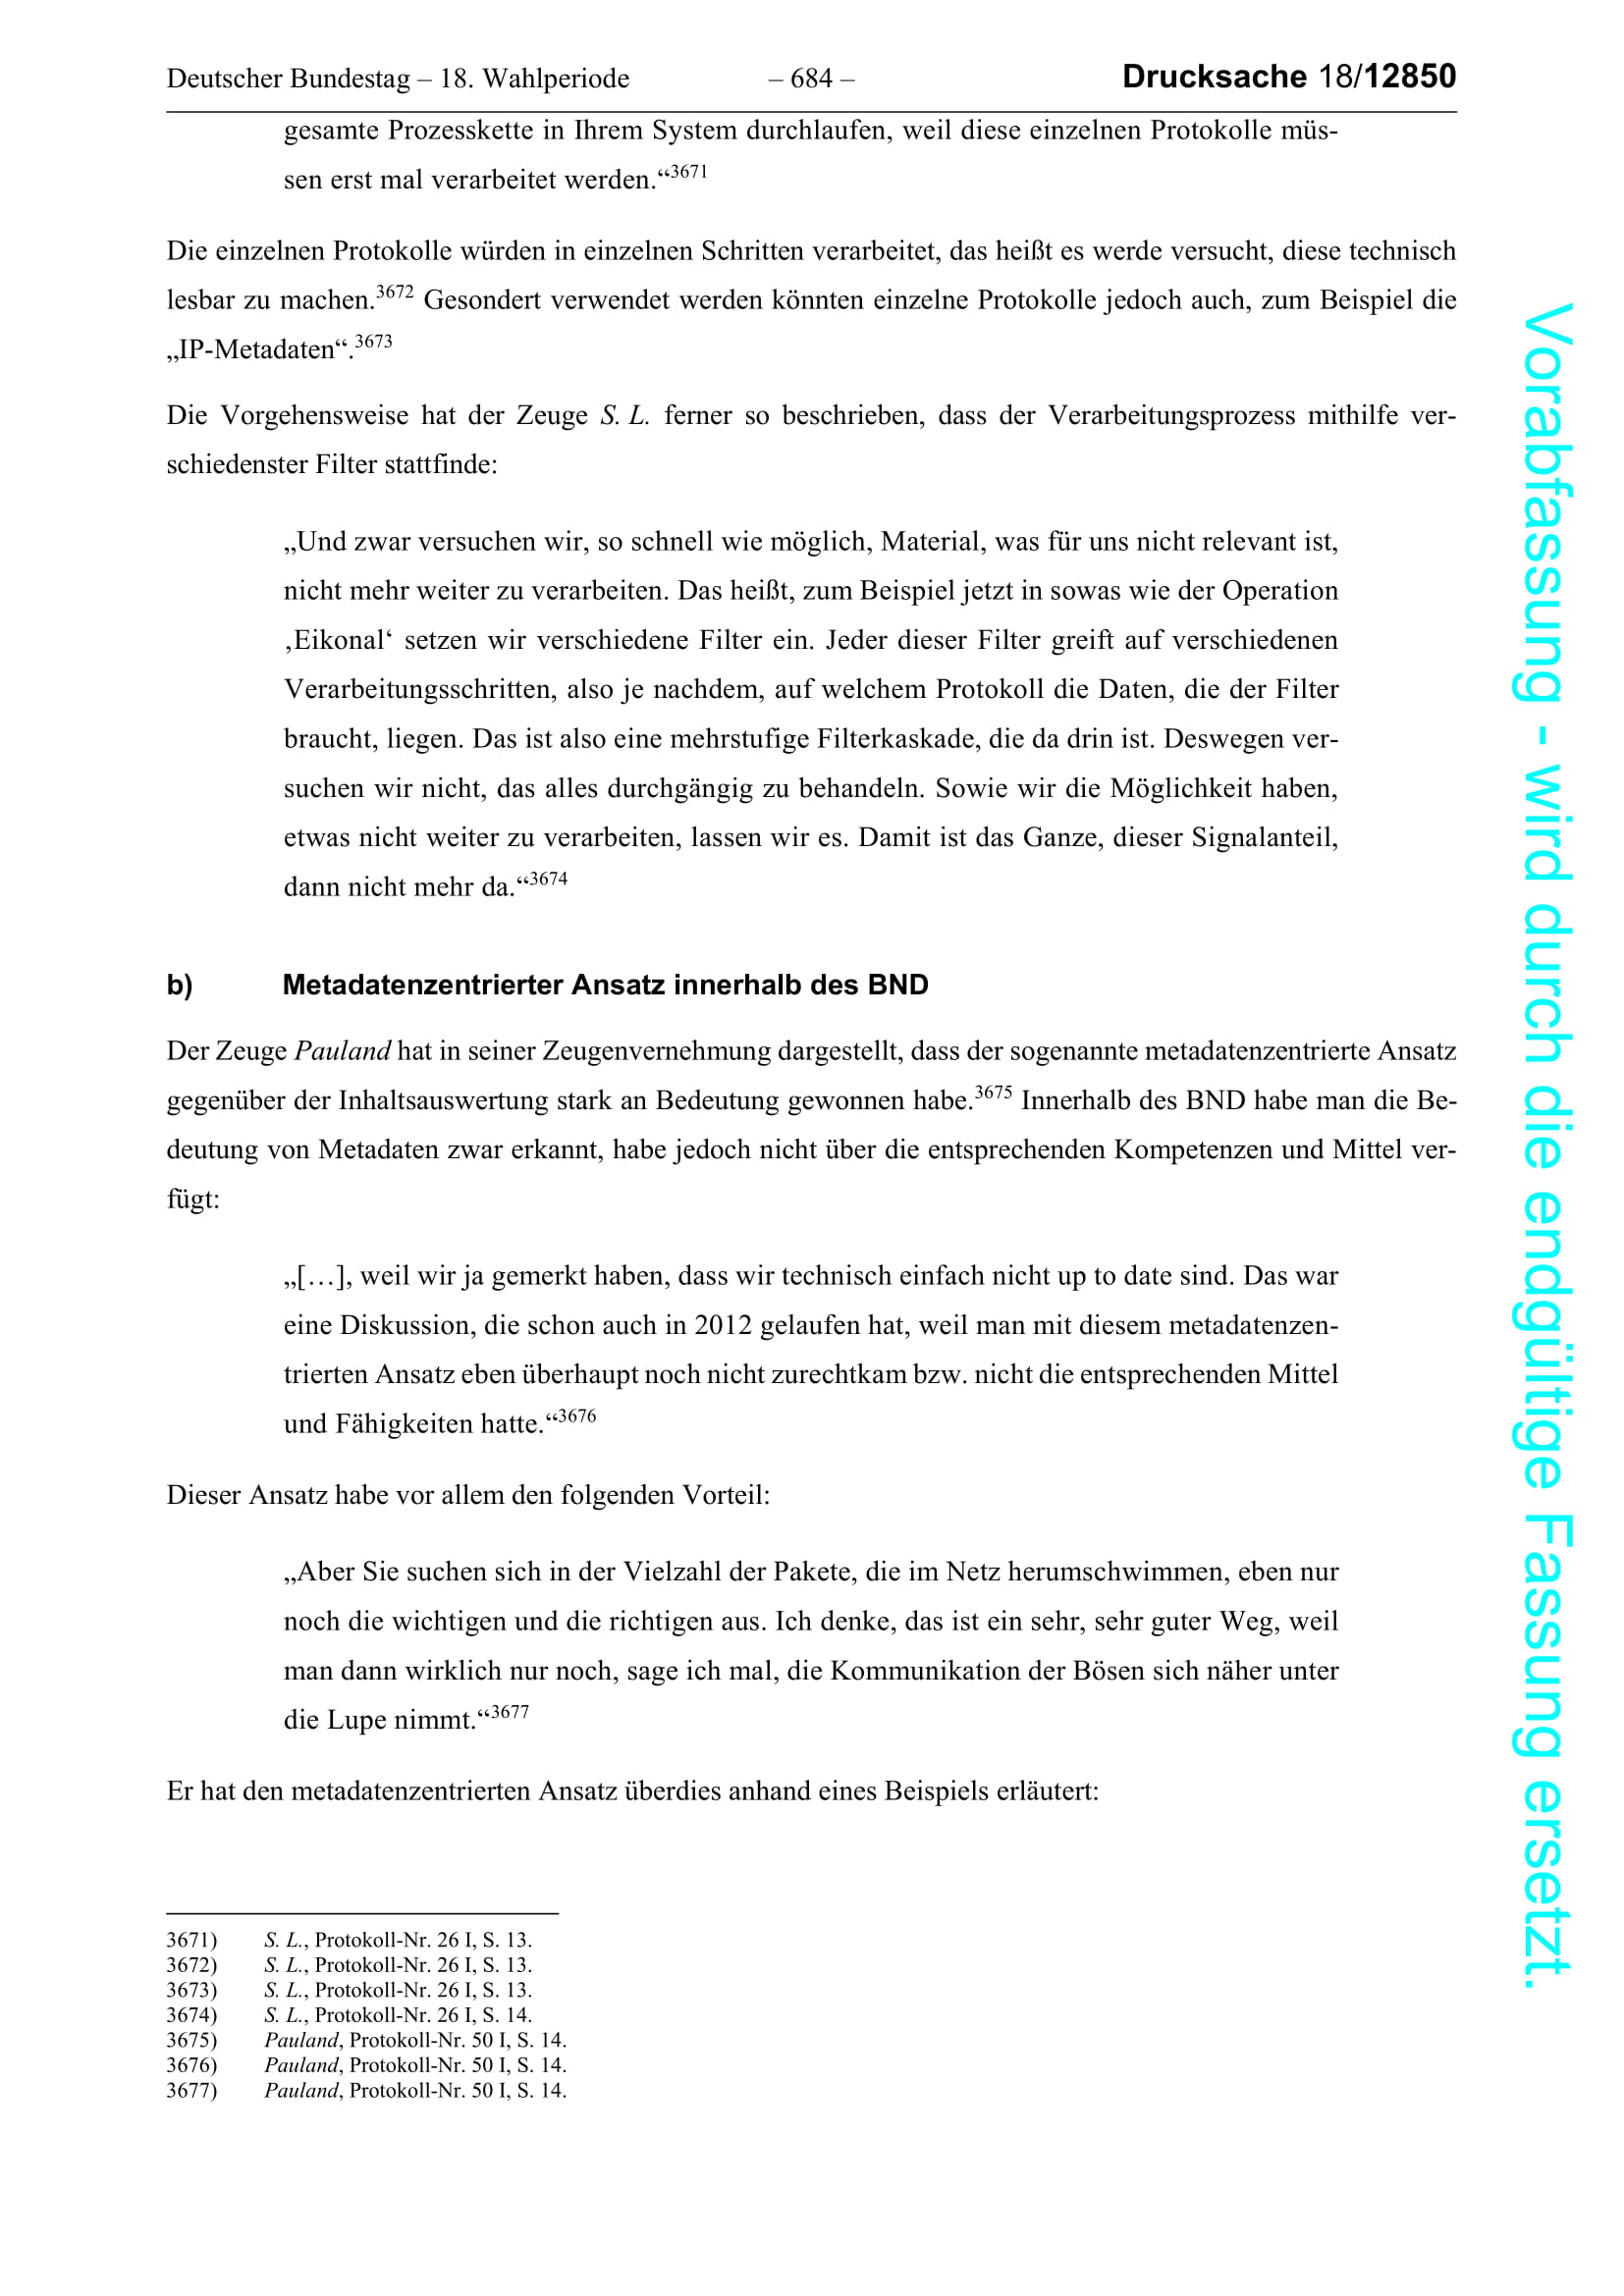 Deutscher Bundestag – 18. Wahlperiode – 684 – Drucksache 18/12850
gesamte Prozesskette in Ihrem System durchlaufen, weil diese einzelnen Protokolle müs-
sen erst mal verarbeitet werden.“3671
Die einzelnen Protokolle würden in einzelnen Schritten verarbeitet, das heißt es werde versucht, diese technisch
lesbar zu machen.3672 Gesondert verwendet werden könnten einzelne Protokolle jedoch auch, zum Beispiel die
„IP-Metadaten“.3673
Die Vorgehensweise hat der Zeuge S. L. ferner so beschrieben, dass der Verarbeitungsprozess mithilfe ver-
schiedenster Filter stattfinde:
„Und zwar versuchen wir, so schnell wie möglich, Material, was für uns nicht relevant ist,
nicht mehr weiter zu verarbeiten. Das heißt, zum Beispiel jetzt in sowas wie der Operation
‚Eikonal‘ setzen wir verschiedene Filter ein. Jeder dieser Filter greift auf verschiedenen
Verarbeitungsschritten, also je nachdem, auf welchem Protokoll die Daten, die der Filter
braucht, liegen. Das ist also eine mehrstufige Filterkaskade, die da drin ist. Deswegen ver-
suchen wir nicht, das alles durchgängig zu behandeln. Sowie wir die Möglichkeit haben,
etwas nicht weiter zu verarbeiten, lassen wir es. Damit ist das Ganze, dieser Signalanteil,
dann nicht mehr da.“3674
b) Metadatenzentrierter Ansatz innerhalb des BND
Der Zeuge Pauland hat in seiner Zeugenvernehmung dargestellt, dass der sogenannte metadatenzentrierte Ansatz
gegenüber der Inhaltsauswertung stark an Bedeutung gewonnen habe.3675 Innerhalb des BND habe man die Be-
deutung von Metadaten zwar erkannt, habe jedoch nicht über die entsprechenden Kompetenzen und Mittel ver-
fügt:
„[…], weil wir ja gemerkt haben, dass wir technisch einfach nicht up to date sind. Das war
eine Diskussion, die schon auch in 2012 gelaufen hat, weil man mit diesem metadatenzen-
trierten Ansatz eben überhaupt noch nicht zurechtkam bzw. nicht die entsprechenden Mittel
und Fähigkeiten hatte.“3676
Dieser Ansatz habe vor allem den folgenden Vorteil:
„Aber Sie suchen sich in der Vielzahl der Pakete, die im Netz herumschwimmen, eben nur
noch die wichtigen und die richtigen aus. Ich denke, das ist ein sehr, sehr guter Weg, weil
man dann wirklich nur noch, sage ich mal, die Kommunikation der Bösen sich näher unter
die Lupe nimmt.“3677
Er hat den metadatenzentrierten Ansatz überdies anhand eines Beispiels erläutert:
3671) S. L., Protokoll-Nr. 26 I, S. 13.
3672) S. L., Protokoll-Nr. 26 I, S. 13.
3673) S. L., Protokoll-Nr. 26 I, S. 13.
3674) S. L., Protokoll-Nr. 26 I, S. 14.
3675) Pauland, Protokoll-Nr. 50 I, S. 14.
3676) Pauland, Protokoll-Nr. 50 I, S. 14.
3677) Pauland, Protokoll-Nr. 50 I, S. 14.
Vorabfassung - wird durch die endgültige Fassung ersetzt.